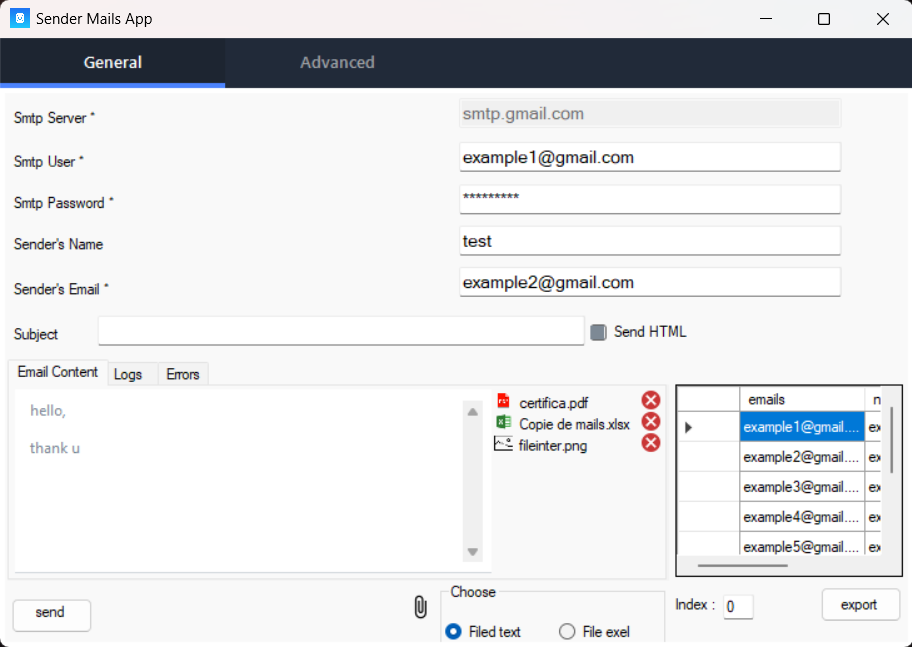 Sender Mails App
General Advanced
Smtp Server * smtp.gmail.com
Smtp User * example1@gmail.com
Smtp Password * *********
Sender's Name test
Sender's Email * example2@gmail.com
Subject Send HTML
Email Content Logs Errors
hello,
thank u
certifica.pdf
Copie de mails.xlsx
fileinter.png
emails n
example1@gmail.... ex
example2@gmail.... ex
example3@gmail.... ex
example4@gmail.... ex
example5@gmail.... ex
send
Choose
Filed text File exel
Index : 0
export